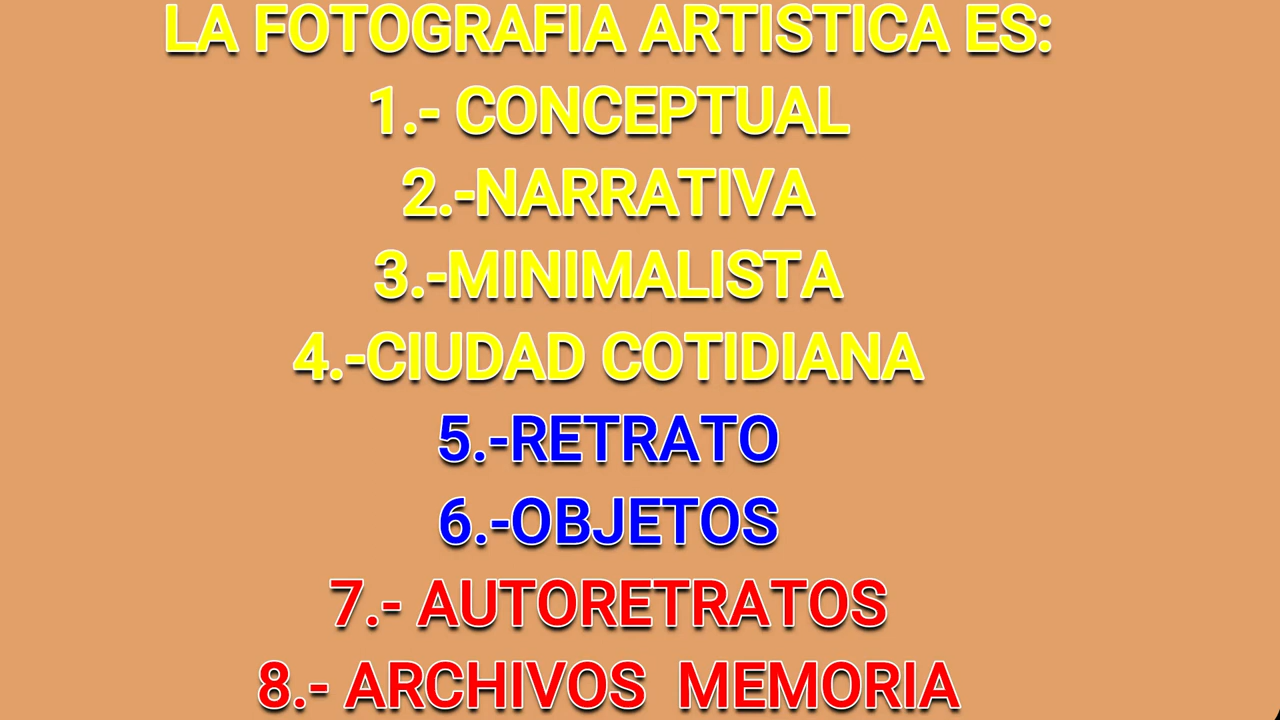 LA FOTOGRAFIA ARTISTICA ES:
1.- CONCEPTUAL
2.-NARRATIVA
3.-MINIMALISTA
4.-CIUDAD COTIDIANA
5.-RETRATO
6.-OBJETOS
7.- AUTORETRATOS
8.- ARCHIVOS  MEMORIA